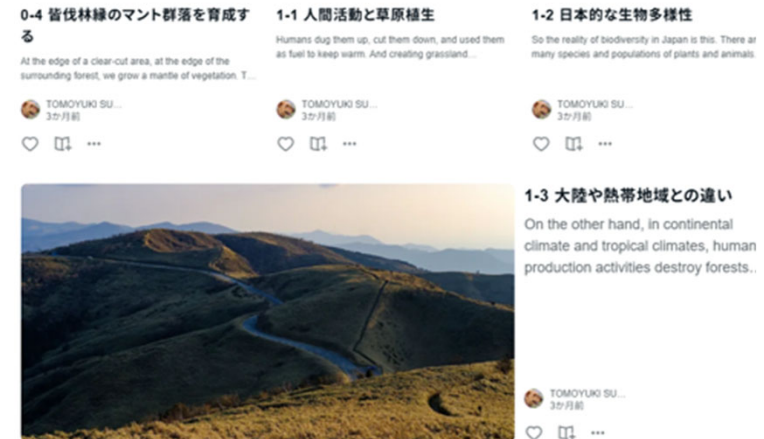 0-4 皆伐林縁のマント群落を育成す
る
At the edge of a clear-cut area, at the edge of the
surrounding forest, we grow a mantle of vegetation. T...
TOMOYUKI SU...
3か月前
1-1 人間活動と草原植生
Humans dug them up, cut them down, and used them
as fuel to keep warm. And creating grassland...
TOMOYUKI SU...
3か月前
1-2 日本的な生物多様性
So the reality of biodiversity in Japan is this. There ar
many species and populations of plants and animals
TOMOYUKI SU...
3か月前
1-3 大陸や熱帯地域との違い
On the other hand, in continental
climate and tropical climates, human
production activities destroy forests...
TOMOYUKI SU...
3か月前